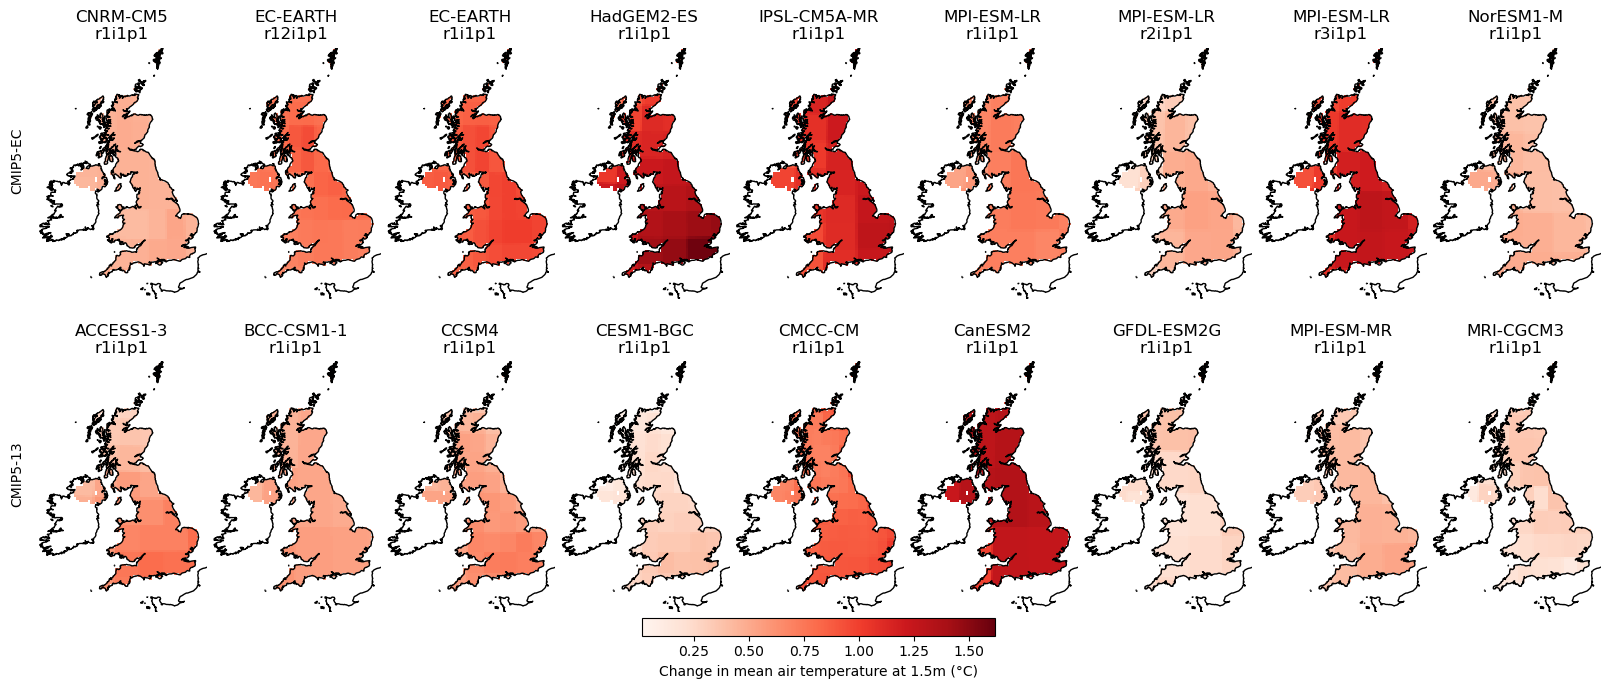 CNRM-CM5 EC-EARTH EC-EARTH HadGEM2-ES IPSL-CM5A-MR MPI-ESM-LR MPI-ESM-LR MPI-ESM-LR NorESM1-M
r1i1p1 r12i1p1 r1i1p1 r1i1p1 r1i1p1 r1i1p1 r2i1p1 r3i1p1 r1i1p1
CMIP5-EC
ACCESS1-3 BCC-CSM1-1 CCSM4 CESM1-BGC CMCC-CM CanESM2 GFDL-ESM2G MPI-ESM-MR MRI-CGCM3
r1i1p1 r1i1p1 r1i1p1 r1i1p1 r1i1p1 r1i1p1 r1i1p1 r1i1p1 r1i1p1
CMIP5-13
0.25 0.50 0.75 1.00 1.25 1.50
Change in mean air temperature at 1.5m (°C)